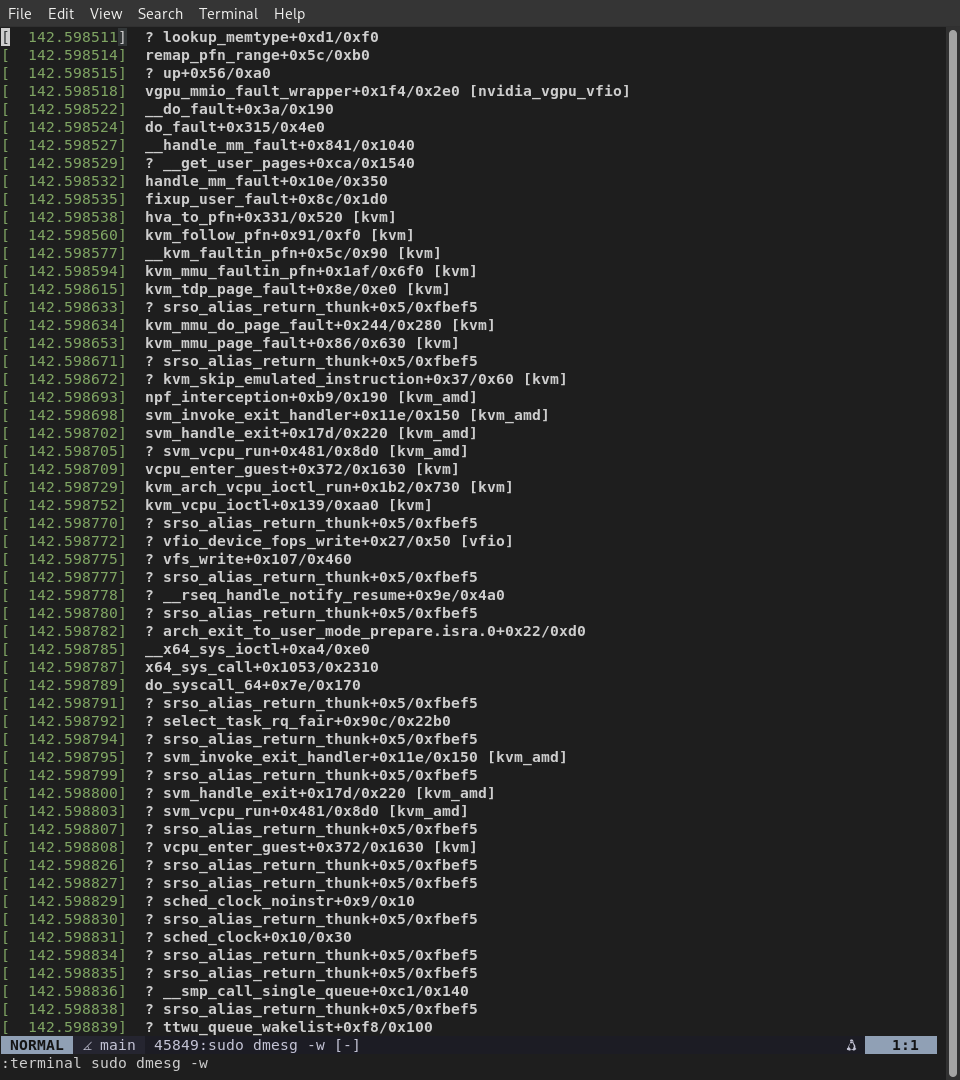 File Edit View Search Terminal Help
[  142.598511]  ? lookup_memtype+0xd1/0xf0
[  142.598514]  remap_pfn_range+0x5c/0xb0
[  142.598515]  ? up+0x56/0xa0
[  142.598518]  vgpu_mmio_fault_wrapper+0x1f4/0x2e0 [nvidia_vgpu_vfio]
[  142.598522]  __do_fault+0x3a/0x190
[  142.598524]  do_fault+0x315/0x4e0
[  142.598527]  __handle_mm_fault+0x841/0x1040
[  142.598529]  ? __get_user_pages+0xca/0x1540
[  142.598532]  handle_mm_fault+0x10e/0x350
[  142.598535]  fixup_user_fault+0x8c/0x1d0
[  142.598538]  hva_to_pfn+0x331/0x520 [kvm]
[  142.598560]  kvm_follow_pfn+0x91/0xf0 [kvm]
[  142.598577]  __kvm_faultin_pfn+0x5c/0x90 [kvm]
[  142.598594]  kvm_mmu_faultin_pfn+0x1af/0x6f0 [kvm]
[  142.598615]  kvm_tdp_page_fault+0x8e/0xe0 [kvm]
[  142.598633]  ? srso_alias_return_thunk+0x5/0xfbef5
[  142.598634]  kvm_mmu_do_page_fault+0x244/0x280 [kvm]
[  142.598653]  kvm_mmu_page_fault+0x86/0x630 [kvm]
[  142.598671]  ? srso_alias_return_thunk+0x5/0xfbef5
[  142.598672]  ? kvm_skip_emulated_instruction+0x37/0x60 [kvm]
[  142.598693]  npf_interception+0xb9/0x190 [kvm_amd]
[  142.598698]  svm_invoke_exit_handler+0x11e/0x150 [kvm_amd]
[  142.598702]  svm_handle_exit+0x17d/0x220 [kvm_amd]
[  142.598705]  ? svm_vcpu_run+0x481/0x8d0 [kvm_amd]
[  142.598709]  vcpu_enter_guest+0x372/0x1630 [kvm]
[  142.598729]  kvm_arch_vcpu_ioctl_run+0x1b2/0x730 [kvm]
[  142.598752]  kvm_vcpu_ioctl+0x139/0xaa0 [kvm]
[  142.598770]  ? srso_alias_return_thunk+0x5/0xfbef5
[  142.598772]  ? vfio_device_fops_write+0x27/0x50 [vfio]
[  142.598775]  ? vfs_write+0x107/0x460
[  142.598777]  ? srso_alias_return_thunk+0x5/0xfbef5
[  142.598778]  ? __rseq_handle_notify_resume+0x9e/0x4a0
[  142.598780]  ? srso_alias_return_thunk+0x5/0xfbef5
[  142.598782]  ? arch_exit_to_user_mode_prepare.isra.0+0x22/0xd0
[  142.598785]  __x64_sys_ioctl+0xa4/0xe0
[  142.598787]  x64_sys_call+0x1053/0x2310
[  142.598789]  do_syscall_64+0x7e/0x170
[  142.598791]  ? srso_alias_return_thunk+0x5/0xfbef5
[  142.598792]  ? select_task_rq_fair+0x90c/0x22b0
[  142.598794]  ? srso_alias_return_thunk+0x5/0xfbef5
[  142.598795]  ? svm_invoke_exit_handler+0x11e/0x150 [kvm_amd]
[  142.598799]  ? srso_alias_return_thunk+0x5/0xfbef5
[  142.598800]  ? svm_handle_exit+0x17d/0x220 [kvm_amd]
[  142.598803]  ? svm_vcpu_run+0x481/0x8d0 [kvm_amd]
[  142.598807]  ? srso_alias_return_thunk+0x5/0xfbef5
[  142.598808]  ? vcpu_enter_guest+0x372/0x1630 [kvm]
[  142.598826]  ? srso_alias_return_thunk+0x5/0xfbef5
[  142.598827]  ? srso_alias_return_thunk+0x5/0xfbef5
[  142.598829]  ? sched_clock_noinstr+0x9/0x10
[  142.598830]  ? srso_alias_return_thunk+0x5/0xfbef5
[  142.598831]  ? sched_clock+0x10/0x30
[  142.598834]  ? srso_alias_return_thunk+0x5/0xfbef5
[  142.598835]  ? srso_alias_return_thunk+0x5/0xfbef5
[  142.598836]  ? __smp_call_single_queue+0xc1/0x140
[  142.598838]  ? srso_alias_return_thunk+0x5/0xfbef5
[  142.598839]  ? ttwu_queue_wakelist+0xf8/0x100
NORMAL main 45849:sudo dmesg -w [-] 1:1
:terminal sudo dmesg -w